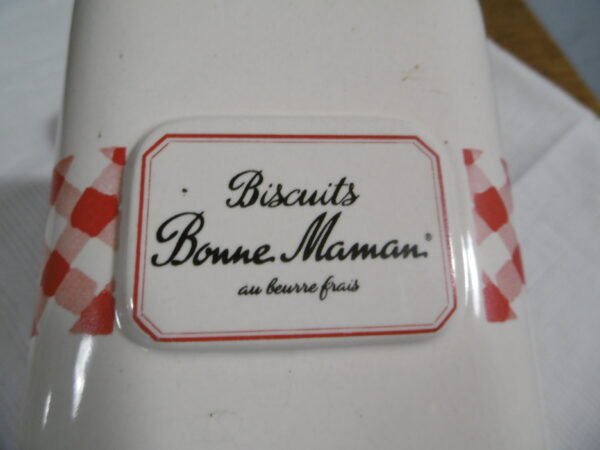 Biscuits
Bonne Maman®
au beurre frais